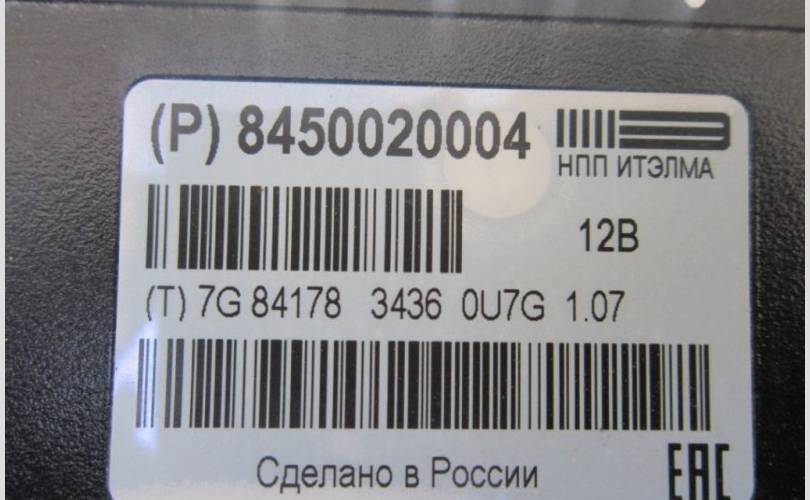 (P) 8450020004
НПП ИТЭЛМА
12В
(T) 7G 84178 3436 0U7G 1.07
Сделано в России
EAC